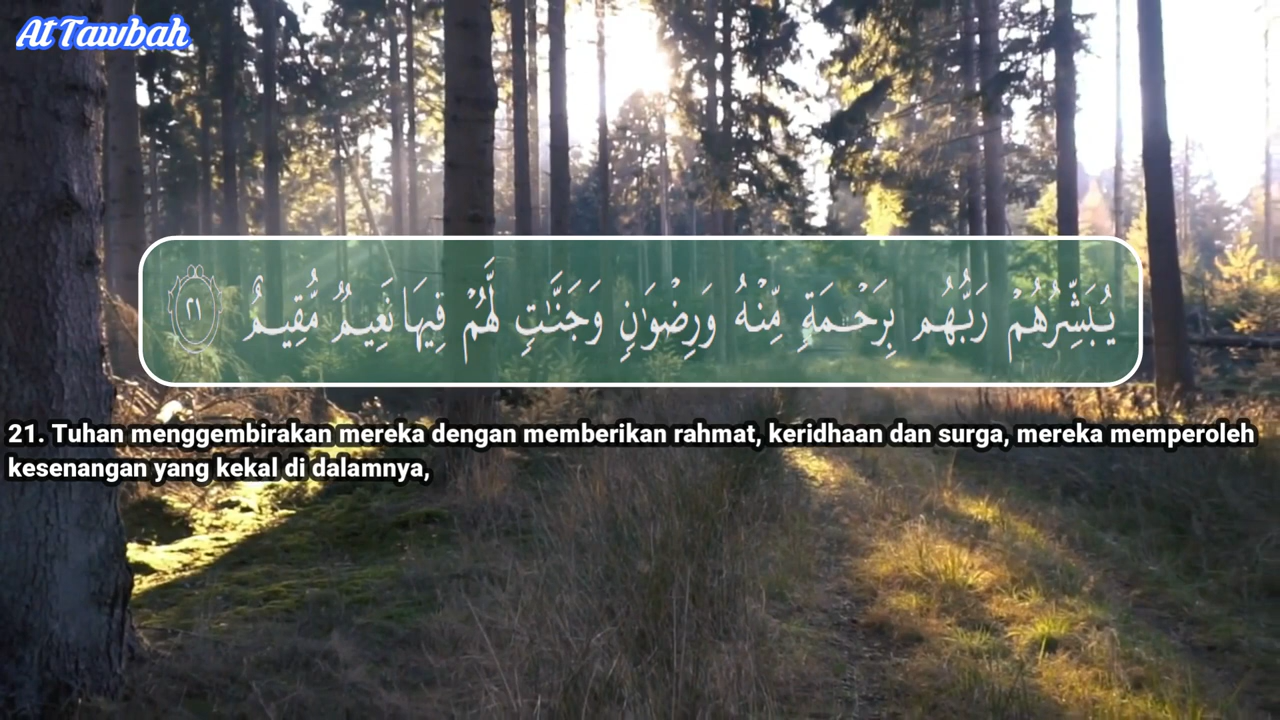 At Tawbah
يُبَشِّرُهُمْ رَبُّهُم بِرَحْمَةٍ مِّنْهُ وَرِضْوَٰنٍ وَجَنَّٰتٍ لَّهُمْ فِيهَا نَعِيمٌ مُّقِيمٌ ٢١
21. Tuhan menggembirakan mereka dengan memberikan rahmat, keridhaan dan surga, mereka memperoleh
kesenangan yang kekal di dalamnya,